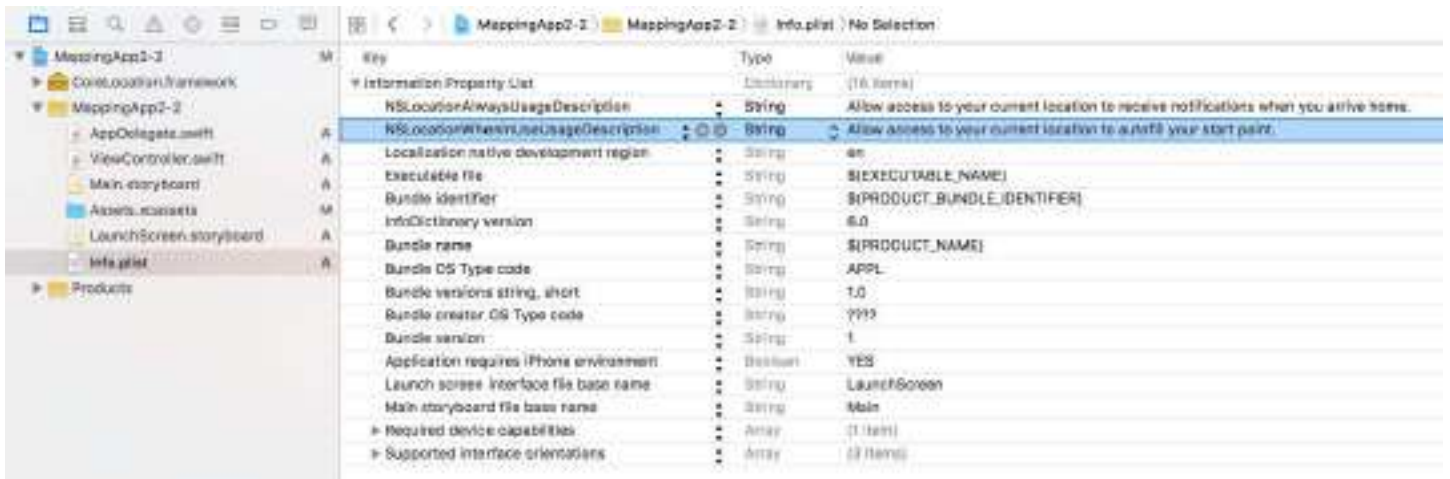 MappingApp2-2 MappingApp2-2 Info.plist No Selection
MappingApp2-2 M
CoreLocation.framework
MappingApp2-2
AppDelegate.swift A
ViewController.swift A
Main.storyboard A
Assets.xcassets M
LaunchScreen.storyboard A
Info.plist A
Products
Key Type Value
Information Property List Dictionary (16 items)
NSLocationAlwaysUsageDescription String Allow access to your current location to receive notifications when you arrive home.
NSLocationWhenInUseUsageDescription String Allow access to your current location to autofill your start point.
Localization native development region String en
Executable file String $(EXECUTABLE_NAME)
Bundle identifier String $(PRODUCT_BUNDLE_IDENTIFIER)
InfoDictionary version String 6.0
Bundle name String $(PRODUCT_NAME)
Bundle OS Type code String APPL
Bundle versions string, short String 1.0
Bundle creator OS Type code String ????
Bundle version String 1
Application requires iPhone environment Boolean YES
Launch screen interface file base name String LaunchScreen
Main storyboard file base name String Main
Required device capabilities Array (1 item)
Supported interface orientations Array (3 items)